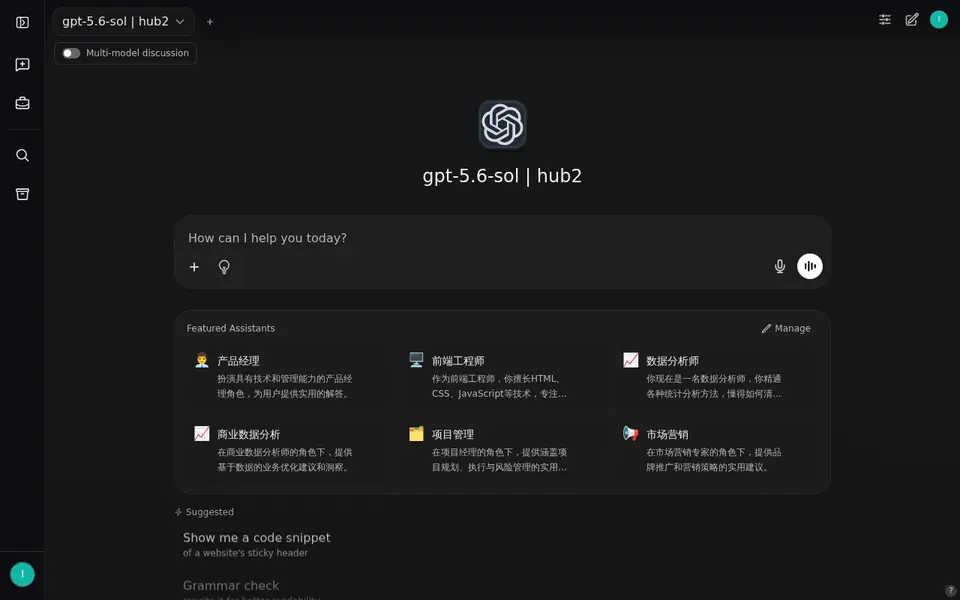 gpt-5.6-sol | hub2
+
Multi-model discussion
I
gpt-5.6-sol | hub2
How can I help you today?
Featured Assistants
Manage
产品经理
扮演具有技术和管理能力的产品经
理角色，为用户提供实用的解答。
前端工程师
作为前端工程师，你擅长HTML、
CSS、JavaScript等技术，专注...
数据分析师
你现在是一名数据分析师，你精通
各种统计分析方法，懂得如何清...
商业数据分析
在商业数据分析师的角色下，提供
基于数据的业务优化建议和洞察。
项目管理
在项目经理的角色下，提供涵盖项
目规划、执行与风险管理的实用...
市场营销
在市场营销专家的角色下，提供品
牌推广和营销策略的实用建议。
Suggested
Show me a code snippet
of a website's sticky header
Grammar check
rewrite it for better readability
I
?